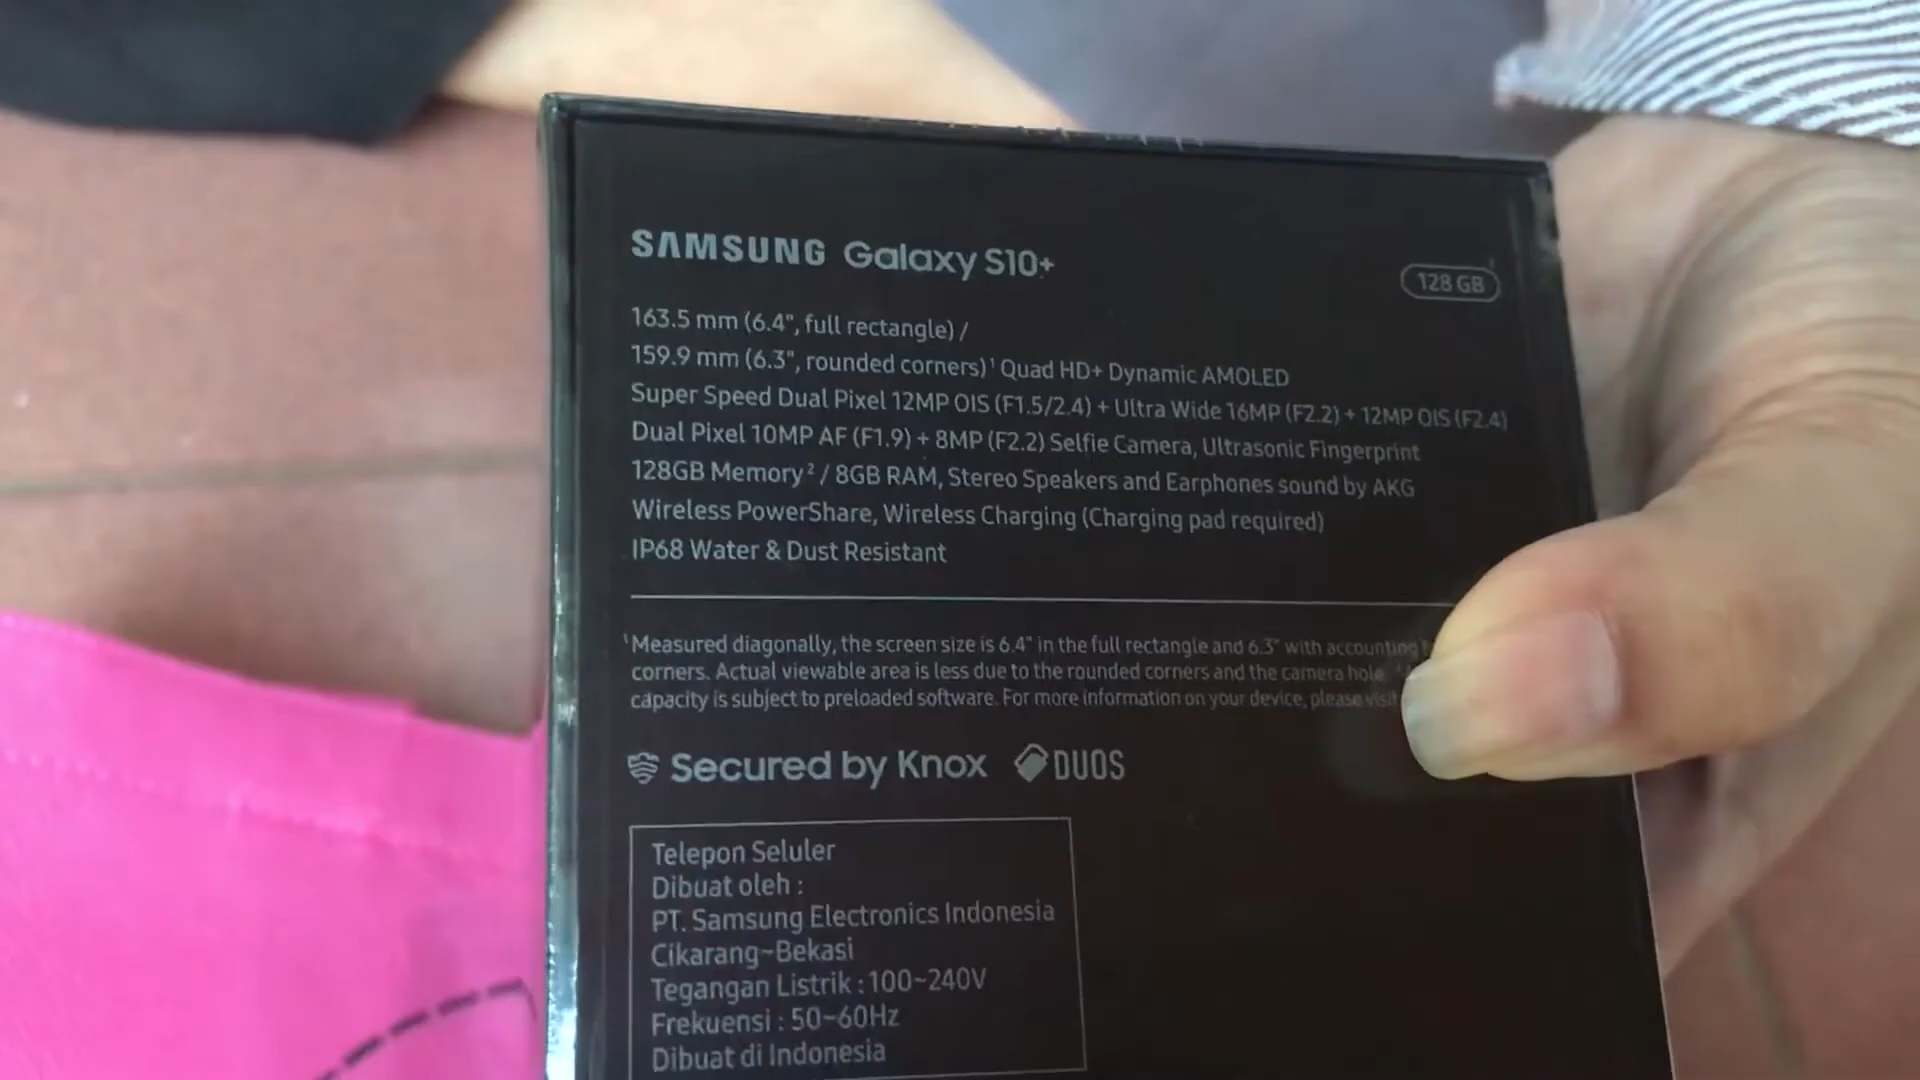 SAMSUNG Galaxy S10+
128 GB
163.5 mm (6.4", full rectangle) /
159.9 mm (6.3", rounded corners)¹ Quad HD+ Dynamic AMOLED
Super Speed Dual Pixel 12MP OIS (F1.5/2.4) + Ultra Wide 16MP (F2.2) + 12MP OIS (F2.4)
Dual Pixel 10MP AF (F1.9) + 8MP (F2.2) Selfie Camera, Ultrasonic Fingerprint
128GB Memory² / 8GB RAM, Stereo Speakers and Earphones sound by AKG
Wireless PowerShare, Wireless Charging (Charging pad required)
IP68 Water & Dust Resistant
¹Measured diagonally, the screen size is 6.4" in the full rectangle and 6.3" with accounting
corners. Actual viewable area is less due to the rounded corners and the camera hole
capacity is subject to preloaded software. For more information on your device, please visit
Secured by Knox DUOS
Telepon Seluler
Dibuat oleh :
PT. Samsung Electronics Indonesia
Cikarang~Bekasi
Tegangan Listrik : 100~240V
Frekuensi : 50~60Hz
Dibuat di Indonesia